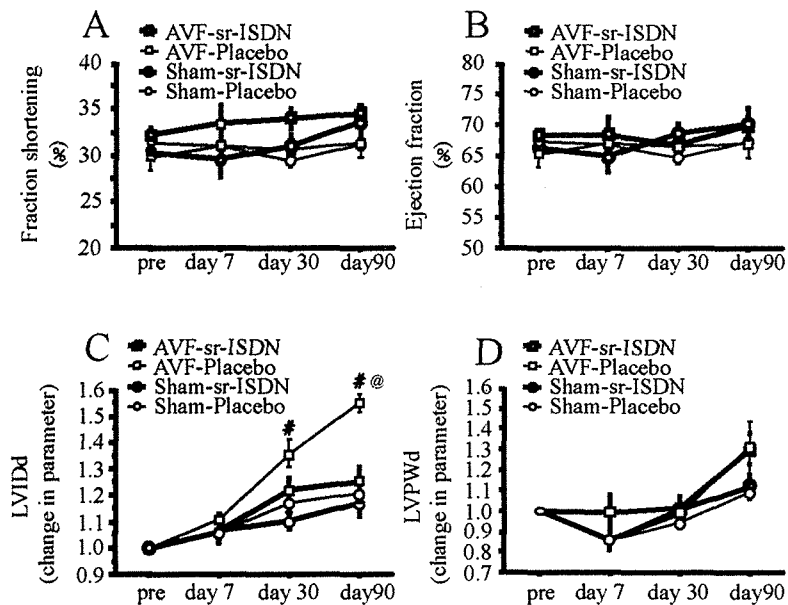 A
AVF-sr-ISDN
AVF-Placebo
Sham-sr-ISDN
Sham-Placebo
Fraction shortening
(%)
40
35
30
25
20
pre day 7 day 30 day90
B
AVF-sr-ISDN
AVF-Placebo
Sham-sr-ISDN
Sham-Placebo
Ejection fraction
(%)
80
75
70
65
60
55
50
pre day 7 day 30 day90
C
AVF-sr-ISDN
AVF-Placebo
Sham-sr-ISDN
Sham-Placebo
LVIDd
(change in parameter)
1.6
1.5
1.4
1.3
1.2
1.1
1.0
0.9
#
# @
pre day 7 day 30 day90
D
AVF-sr-ISDN
AVF-Placebo
Sham-sr-ISDN
Sham-Placebo
LVPWd
(change in parameter)
1.6
1.5
1.4
1.3
1.2
1.1
1.0
0.9
0.8
0.7
pre day 7 day 30 day90